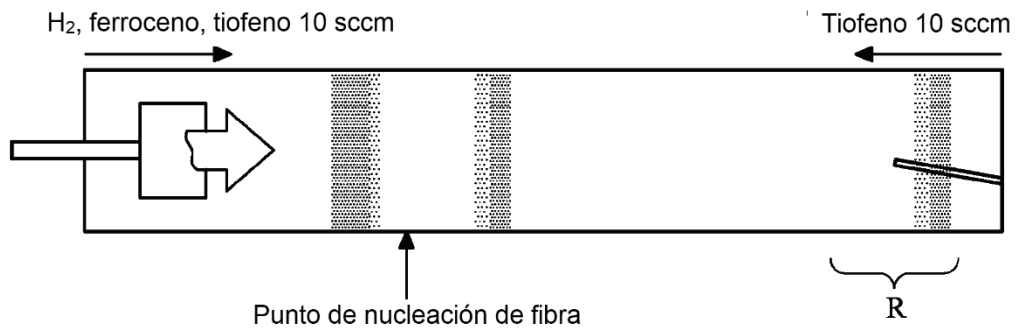 H₂, ferroceno, tiofeno 10 sccm
Tiofeno 10 sccm
Punto de nucleación de fibra
R